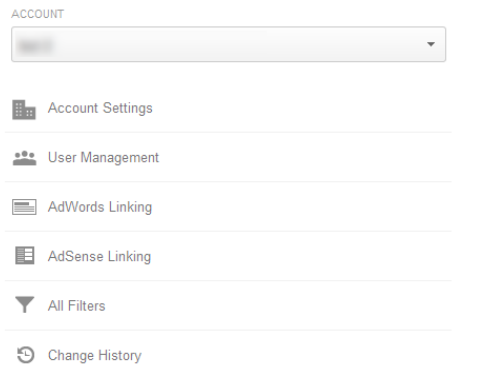 ACCOUNT
Account Settings
User Management
AdWords Linking
AdSense Linking
All Filters
Change History